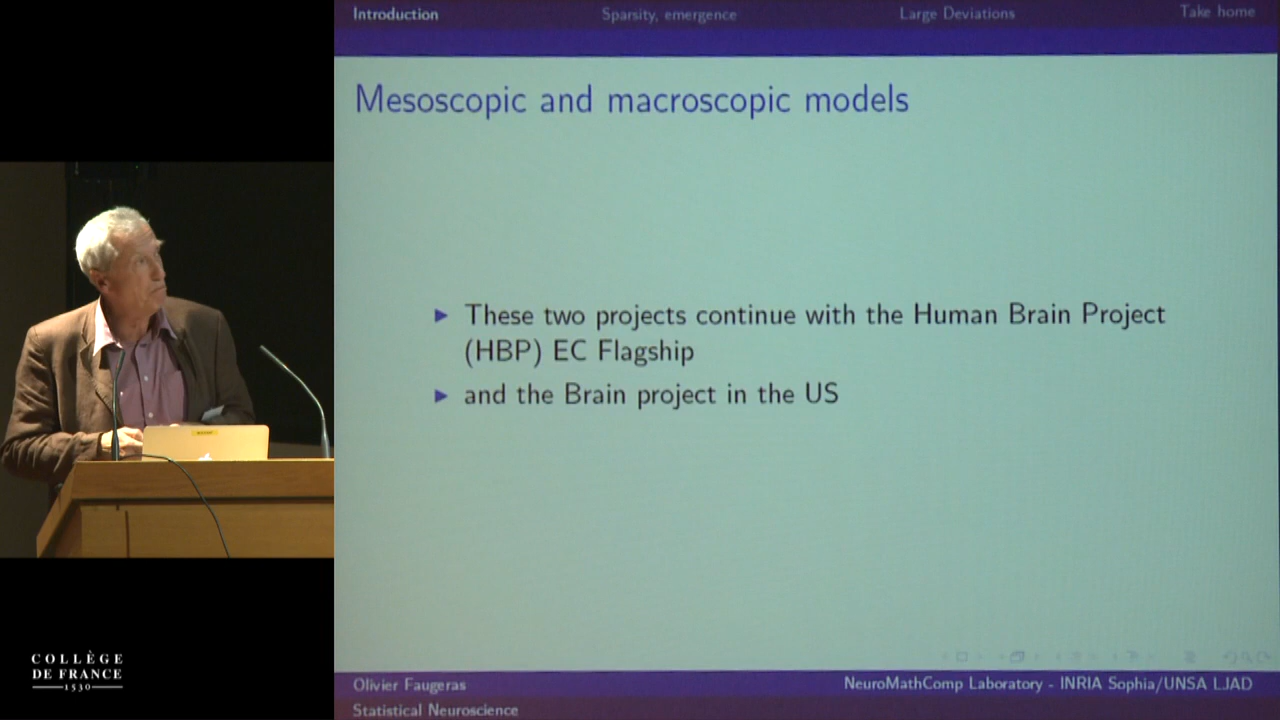 Introduction
Sparsity, emergence
Large Deviations
Take home
Mesoscopic and macroscopic models
These two projects continue with the Human Brain Project
(HBP) EC Flagship
and the Brain project in the US
Olivier Faugeras
NeuroMathComp Laboratory - INRIA Sophia/UNSA LJAD
Statistical Neuroscience
COLLÈGE
DE FRANCE
1530